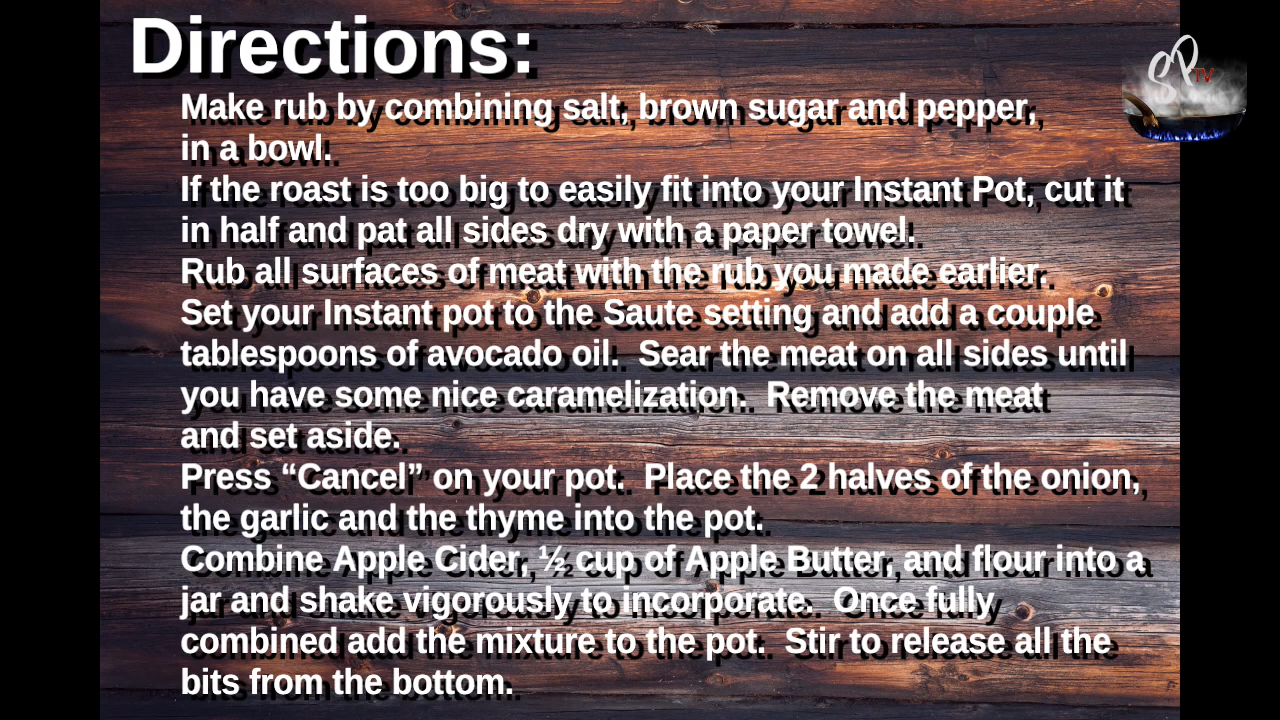 Directions:
Make rub by combining salt, brown sugar and pepper,
in a bowl.
If the roast is too big to easily fit into your Instant Pot, cut it
in half and pat all sides dry with a paper towel.
Rub all surfaces of meat with the rub you made earlier.
Set your Instant pot to the Saute setting and add a couple
tablespoons of avocado oil.  Sear the meat on all sides until
you have some nice caramelization.  Remove the meat
and set aside.
Press “Cancel” on your pot.  Place the 2 halves of the onion,
the garlic and the thyme into the pot.
Combine Apple Cider, ½ cup of Apple Butter, and flour into a
jar and shake vigorously to incorporate.  Once fully
combined add the mixture to the pot.  Stir to release all the
bits from the bottom.
SP TV